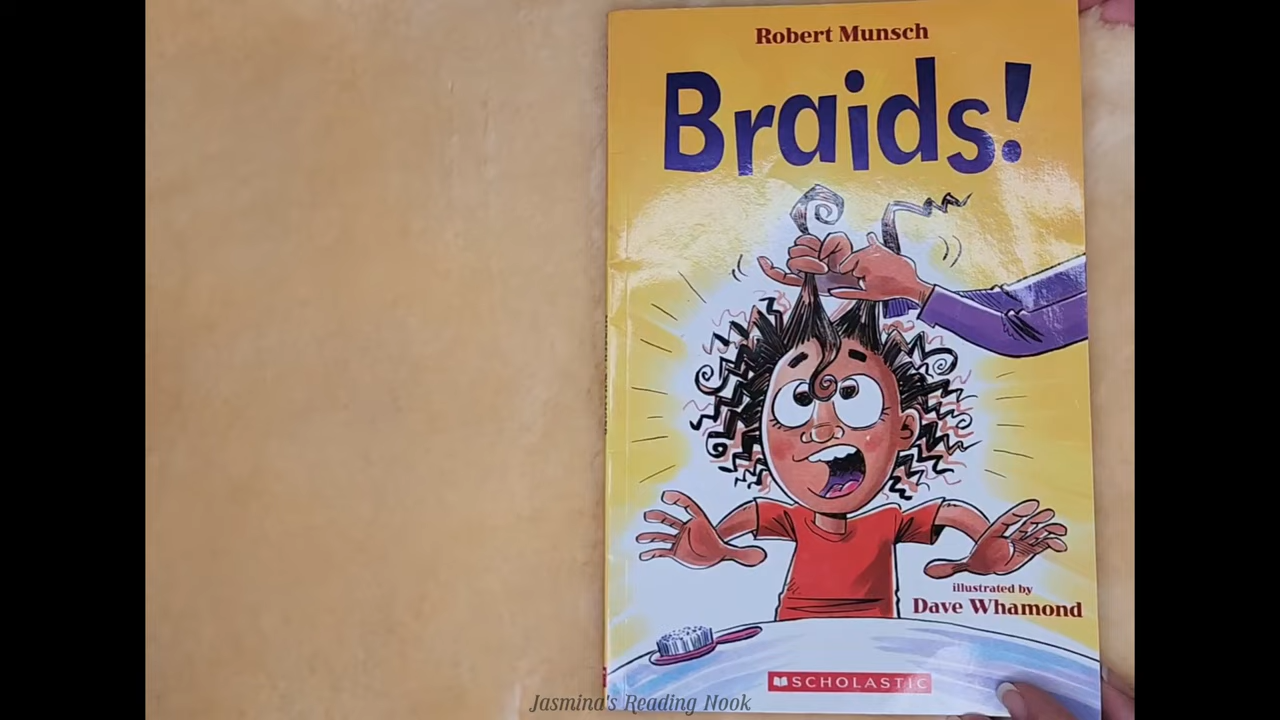 Robert Munsch
Braids!
illustrated by
Dave Whamond
SCHOLASTIC
Jasmina's Reading Nook